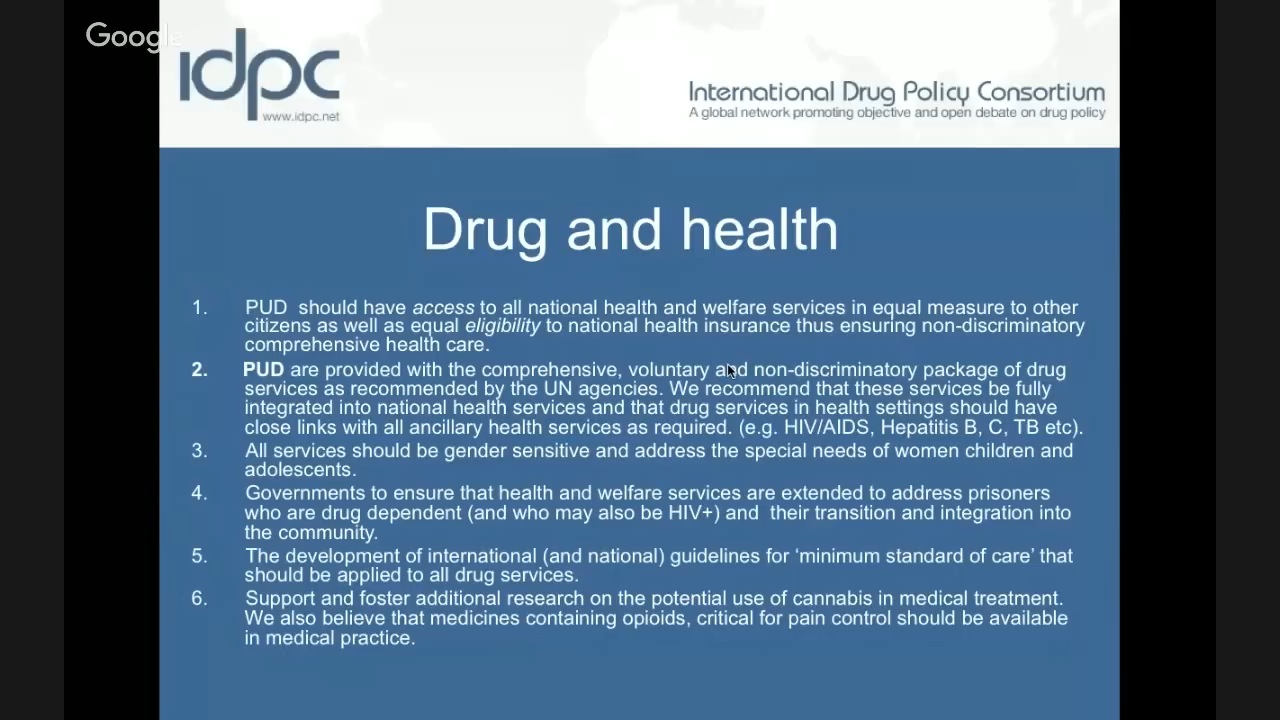 Google
idpc
www.idpc.net
International Drug Policy Consortium
A global network promoting objective and open debate on drug policy
Drug and health
1. PUD should have access to all national health and welfare services in equal measure to other
citizens as well as equal eligibility to national health insurance thus ensuring non-discriminatory
comprehensive health care.
2. PUD are provided with the comprehensive, voluntary and non-discriminatory package of drug
services as recommended by the UN agencies. We recommend that these services be fully
integrated into national health services and that drug services in health settings should have
close links with all ancillary health services as required. (e.g. HIV/AIDS, Hepatitis B, C, TB etc).
3. All services should be gender sensitive and address the special needs of women children and
adolescents.
4. Governments to ensure that health and welfare services are extended to address prisoners
who are drug dependent (and who may also be HIV+) and their transition and integration into
the community.
5. The development of international (and national) guidelines for ‘minimum standard of care’ that
should be applied to all drug services.
6. Support and foster additional research on the potential use of cannabis in medical treatment.
We also believe that medicines containing opioids, critical for pain control should be available
in medical practice.